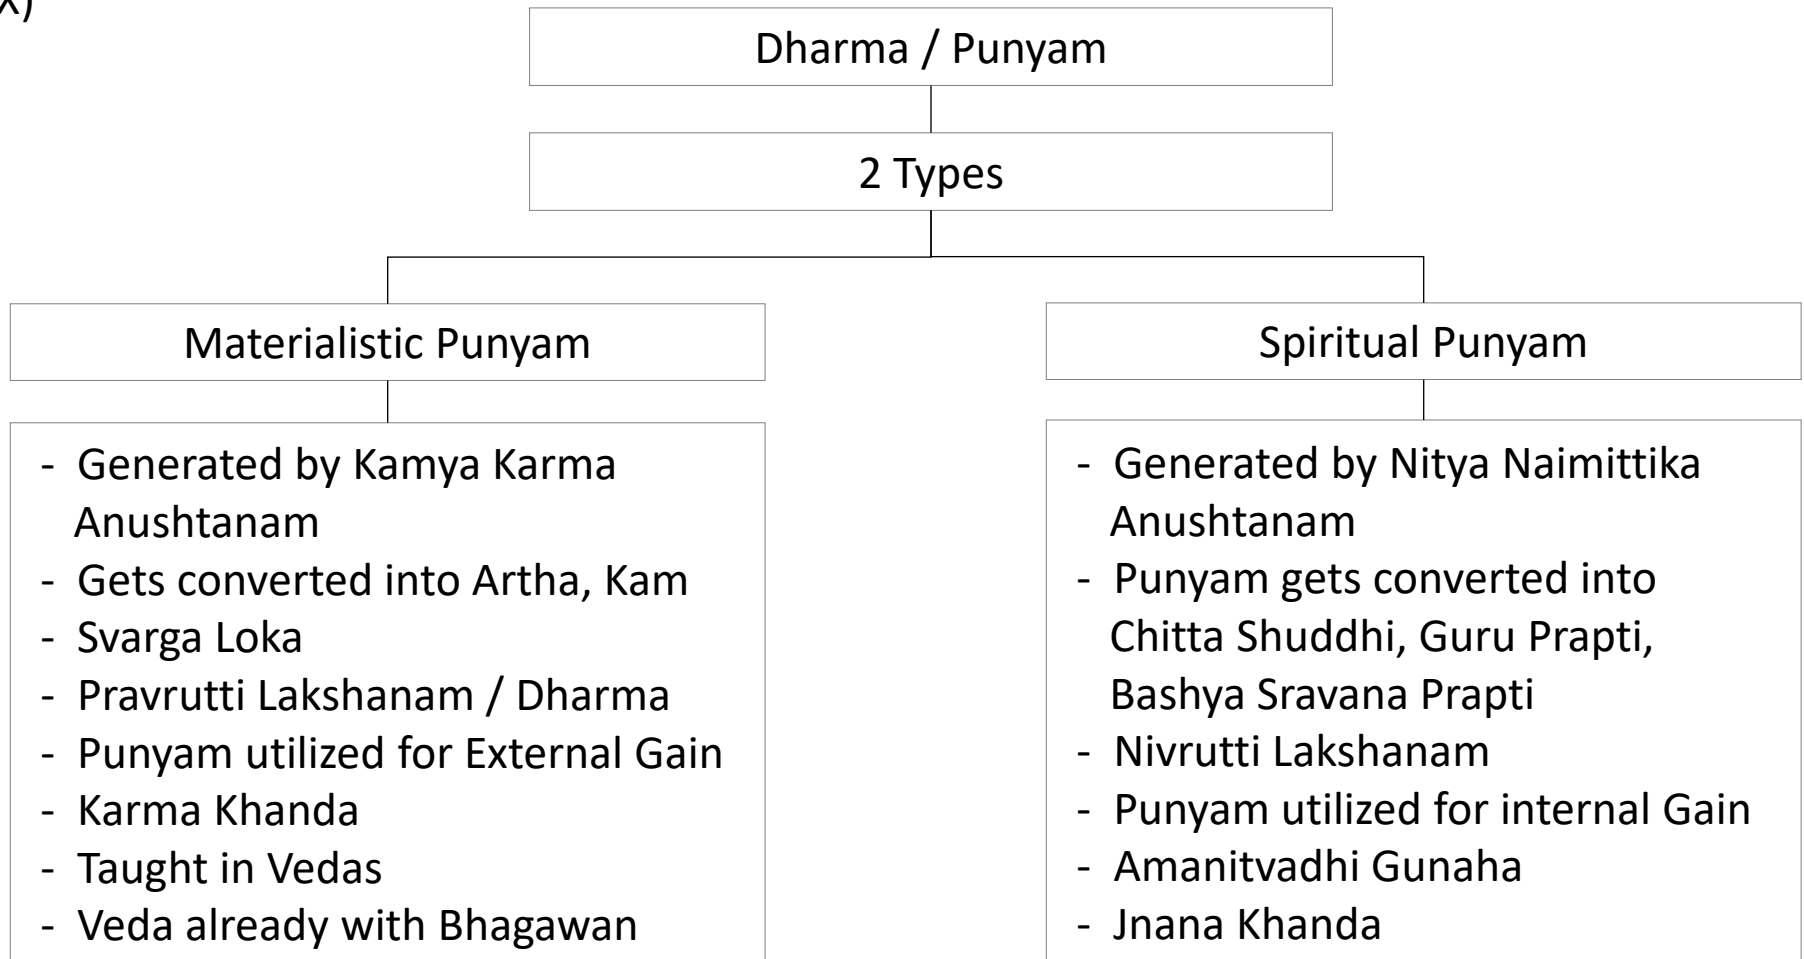 X)
Dharma / Punyam
2 Types
Materialistic Punyam
- Generated by Kamya Karma
Anushtanam
- Gets converted into Artha, Kam
- Svarga Loka
- Pravrutti Lakshanam / Dharma
- Punyam utilized for External Gain
- Karma Khanda
- Taught in Vedas
- Veda already with Bhagawan
Spiritual Punyam
- Generated by Nitya Naimittika
Anushtanam
- Punyam gets converted into
Chitta Shuddhi, Guru Prapti,
Bashya Sravana Prapti
- Nivrutti Lakshanam
- Punyam utilized for internal Gain
- Amanitvadhi Gunaha
- Jnana Khanda